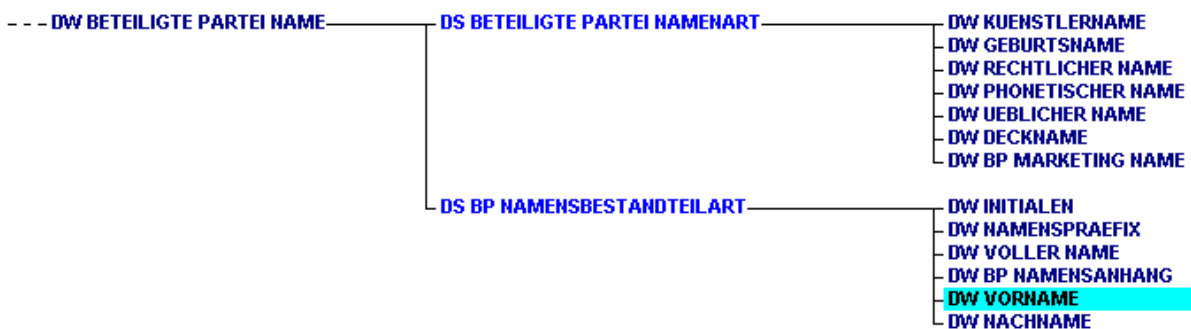 DW BETEILIGTE PARTEI NAME DS BETEILIGTE PARTEI NAMENART DW KUENSTLERNAME
DW GEBURTSNAME
DW RECHTLICHER NAME
DW PHONETISCHER NAME
DW UEBLICHER NAME
DW DECKNAME
DW BP MARKETING NAME
DS BP NAMENSBESTANDTEILART DW INITIALEN
DW NAMENSPRAEFIX
DW VOLLER NAME
DW BP NAMENSANHANG
DW VORNAME
DW NACHNAME